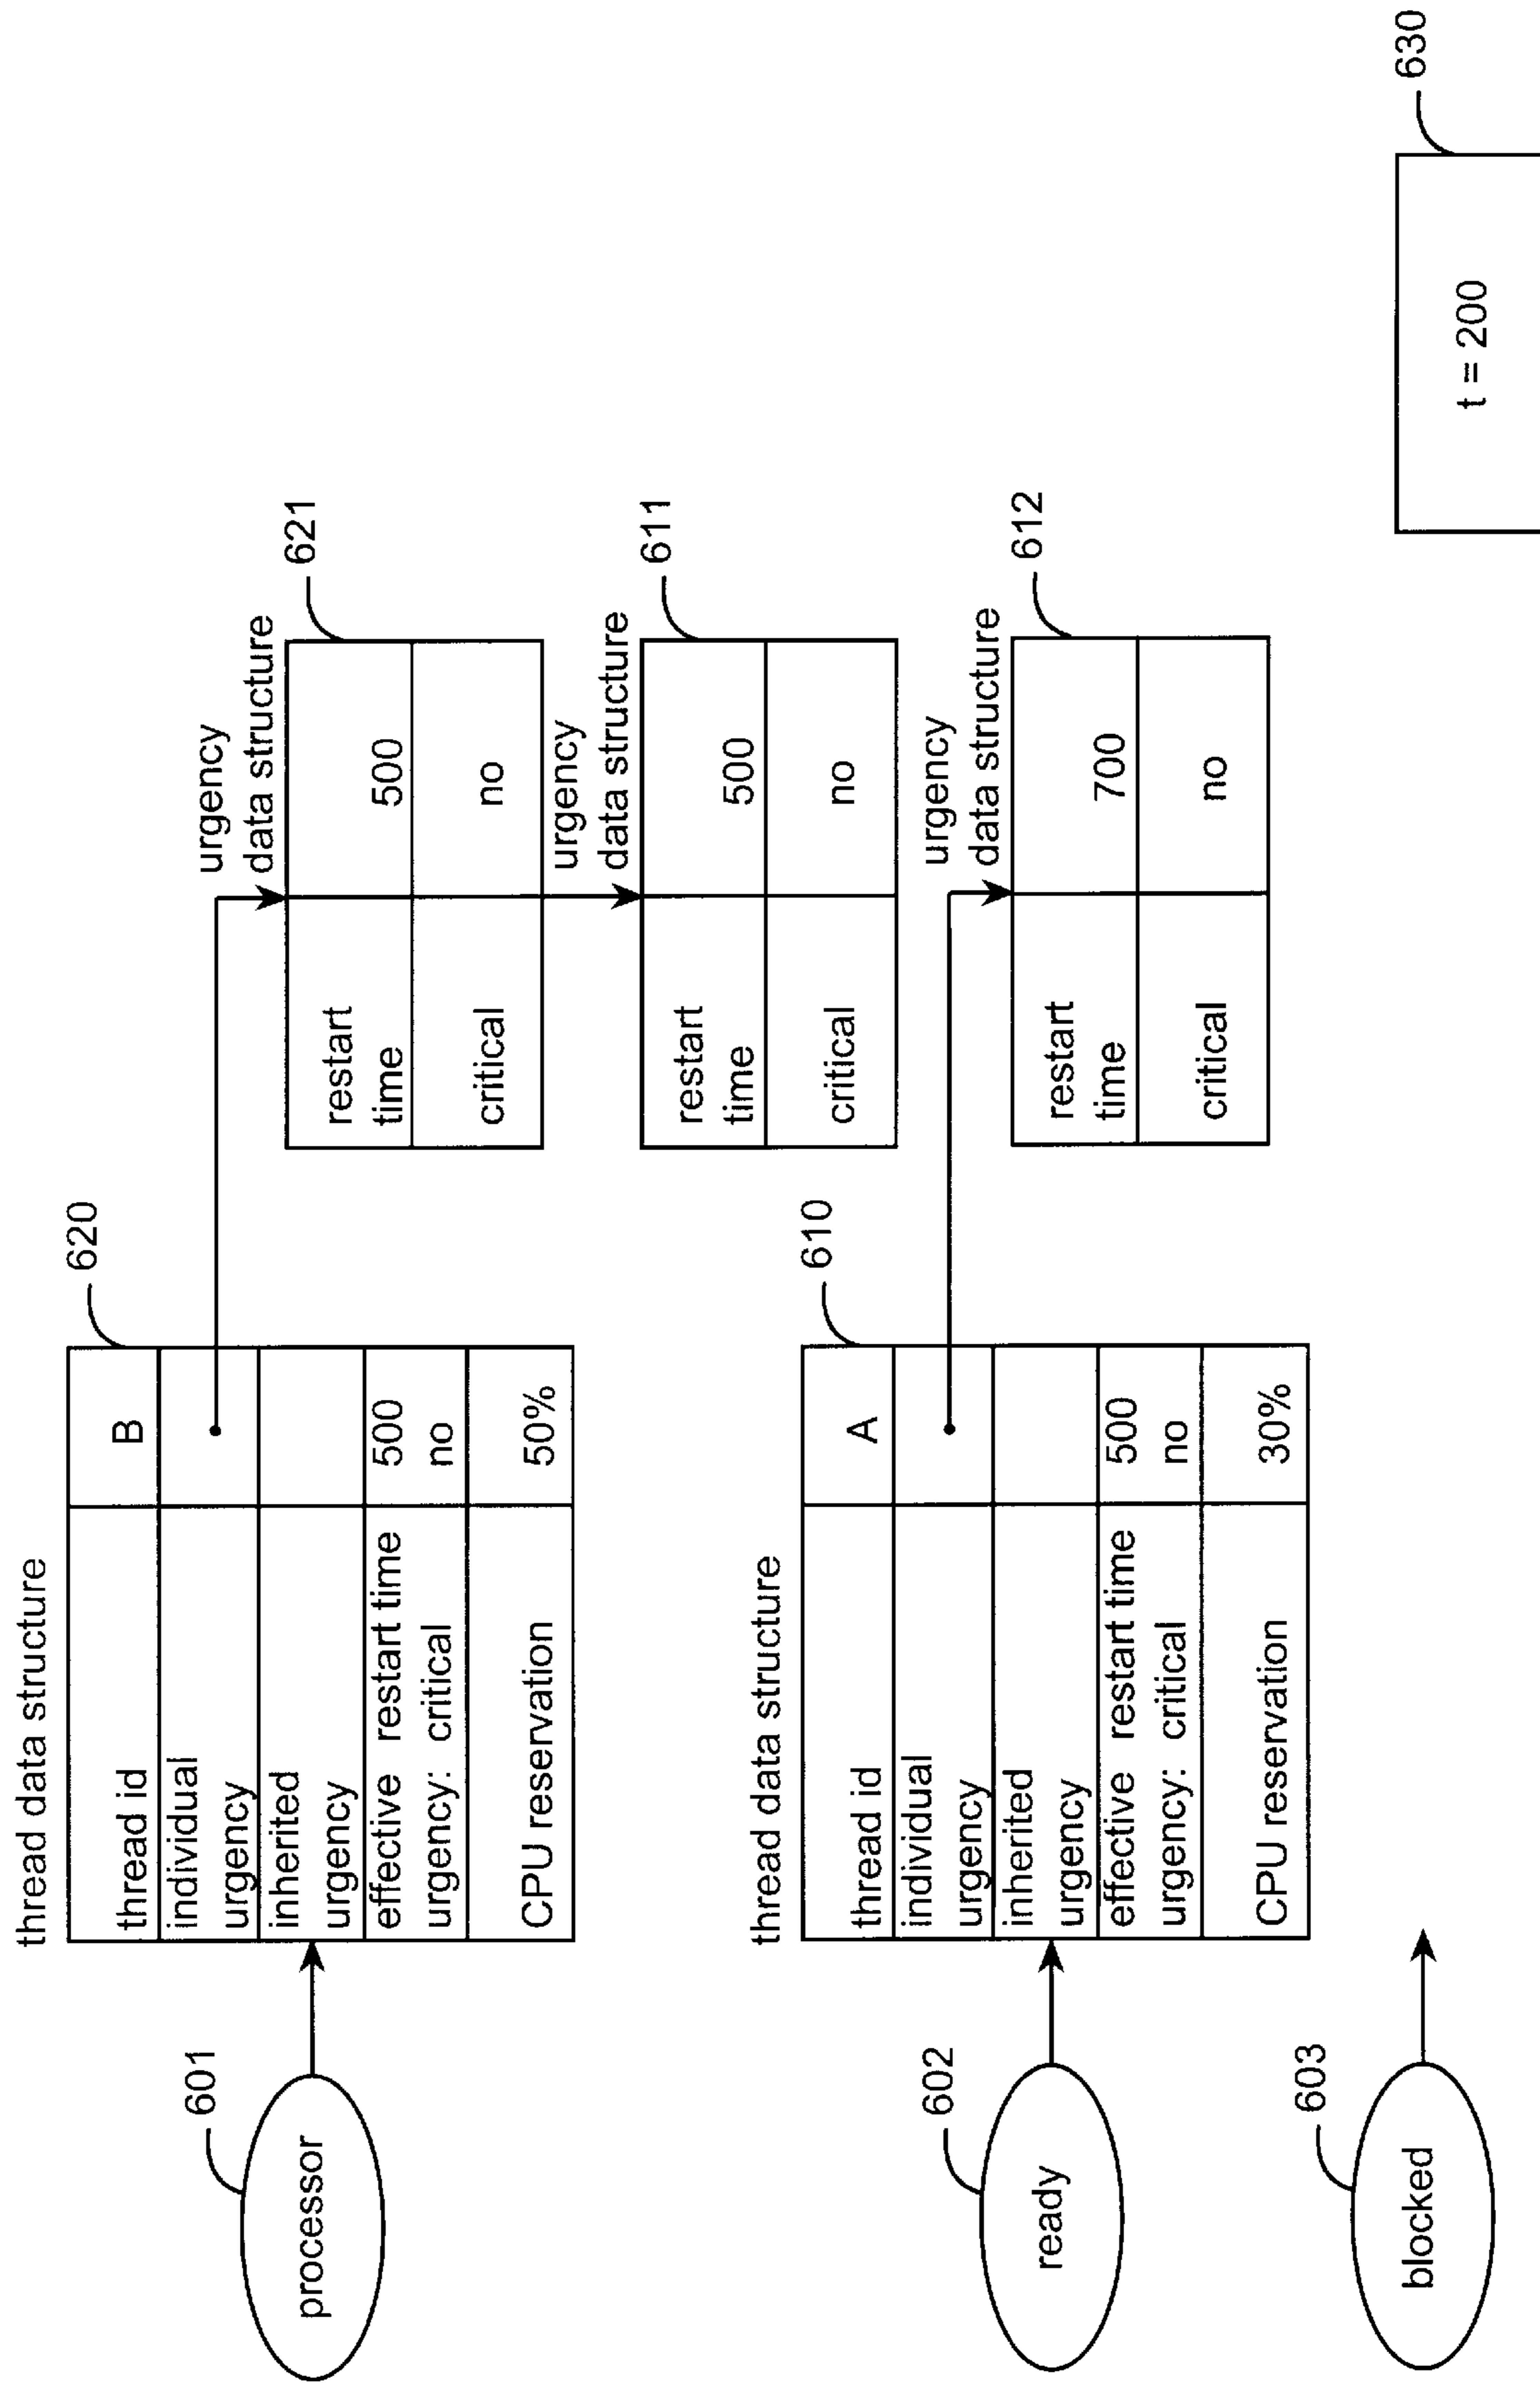 thread data structure
620
thread id B
individual
urgency
inherited
urgency
effective restart time 500
urgency: critical no
CPU reservation 50%
601
processor
urgency
data structure
621
restart
time
500
critical no
urgency
data structure
611
restart
time
500
critical no
thread data structure
610
thread id A
individual
urgency
inherited
urgency
effective restart time 500
urgency: critical no
CPU reservation 30%
602
ready
urgency
data structure
612
restart
time
700
critical no
603
blocked
630
t = 200